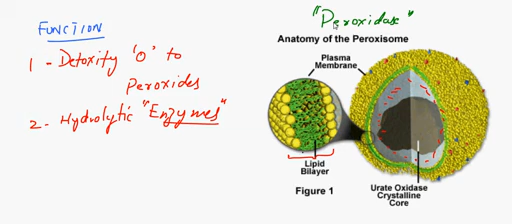 FUNCTION
1 - Detoxify 'O' to
Peroxides
2 - Hydrolytic "Enzymes"
"Peroxidase"
Anatomy of the Peroxisome
Plasma
Membrane
Lipid
Bilayer
Figure 1
Urate Oxidase
Crystalline
Core